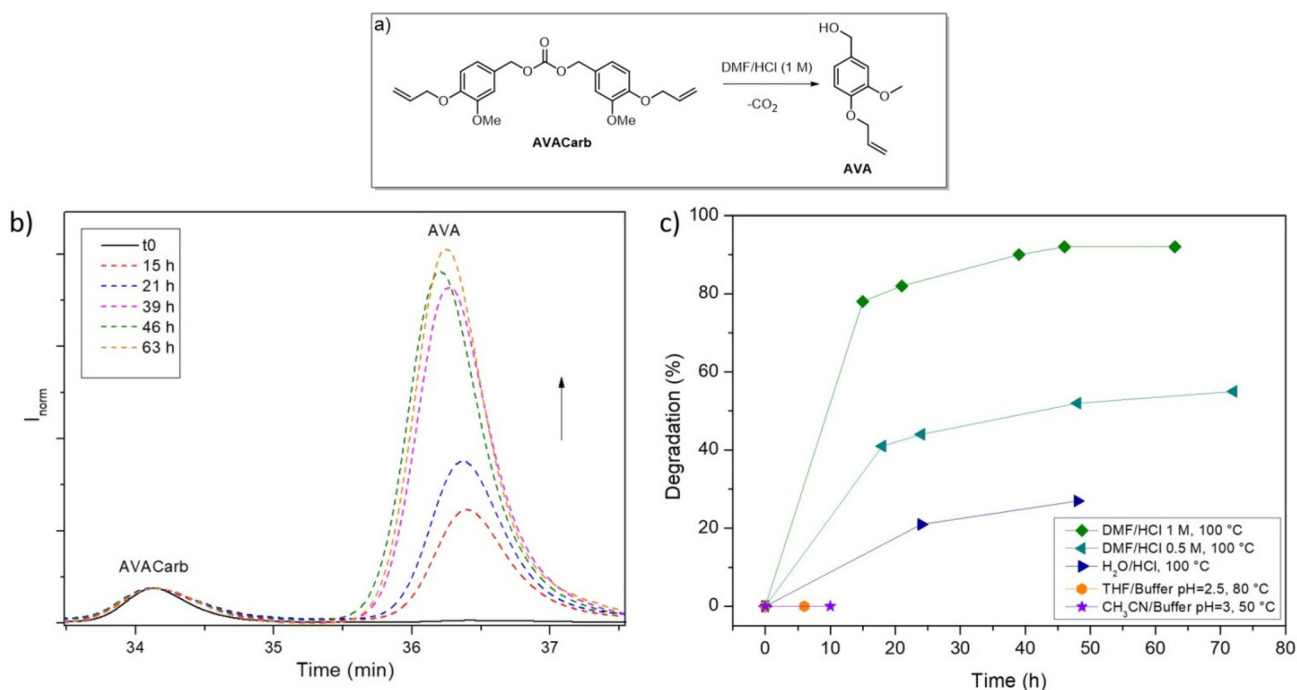 a)
HO
O
O
O
O
OMe
OMe
O
AVACarb
DMF/HCl (1 M)
-CO2
O
O
AVA
b)
t0
15 h
21 h
39 h
46 h
63 h
AVA
AVACarb
Inorm
34
35
36
37
Time (min)
c)
100
80
60
40
20
0
Degradation (%)
DMF/HCl 1 M, 100 °C
DMF/HCl 0.5 M, 100 °C
H2O/HCl, 100 °C
THF/Buffer pH=2.5, 80 °C
CH3CN/Buffer pH=3, 50 °C
0 10 20 30 40 50 60 70 80
Time (h)